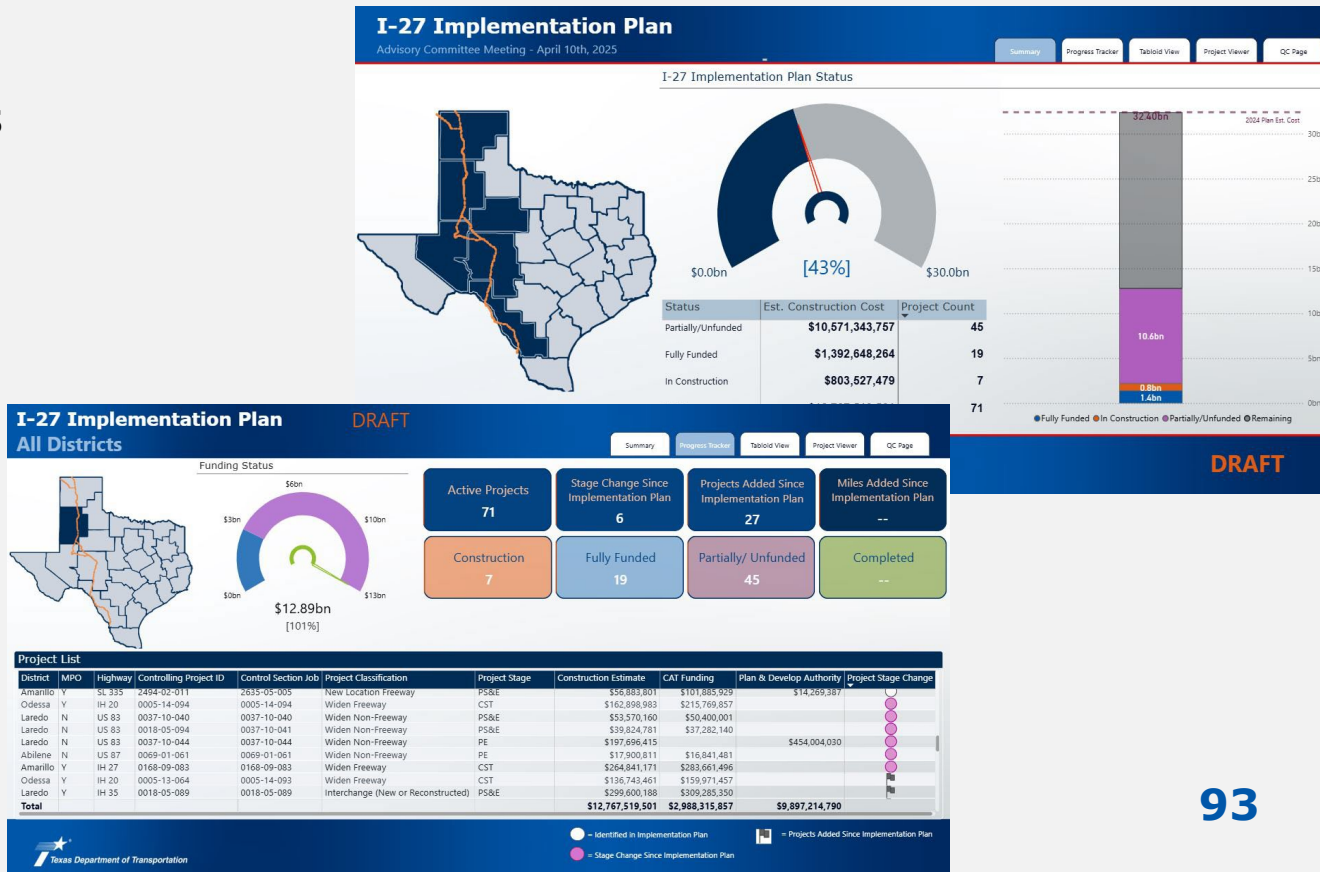 I-27 Implementation Plan
Advisory Committee Meeting - April 10th, 2025
Summary
Progress Tracker
Tabloid View
Project Viewer
QC Page
I-27 Implementation Plan Status
$0.0bn
[43%]
$30.0bn
Status Est. Construction Cost Project Count
Partially/Unfunded $10,571,343,757 45
Fully Funded $1,392,648,264 19
In Construction $803,527,479 7
71
32.40bn
2024 Plan Est. Cost
30b
25b
20b
15b
10b
5bn
0bn
10.6bn
0.8bn
1.4bn
Fully Funded In Construction Partially/Unfunded Remaining
DRAFT
I-27 Implementation Plan DRAFT
All Districts
Summary
Progress Tracker
Tabloid View
Project Viewer
QC Page
Funding Status
$6bn
$3bn
$10bn
$0bn
$13bn
$12.89bn
[101%]
Active Projects
71
Stage Change Since
Implementation Plan
6
Projects Added Since
Implementation Plan
27
Miles Added Since
Implementation Plan
--
Construction
7
Fully Funded
19
Partially/ Unfunded
45
Completed
--
Project List
District MPO Highway Controlling Project ID Control Section Job Project Classification Project Stage Construction Estimate CAT Funding Plan & Develop Authority Project Stage Change
Amarillo Y SL 335 2494-02-011 2635-05-005 New Location Freeway PS&E $56,883,801 $101,885,929 $14,269,387
Odessa Y IH 20 0005-14-094 0005-14-094 Widen Freeway CST $162,898,983 $215,769,857
Laredo N US 83 0037-10-040 0037-10-040 Widen Non-Freeway PS&E $53,570,160 $50,400,001
Laredo N US 83 0018-05-094 0037-10-041 Widen Non-Freeway PS&E $39,824,781 $37,282,140
Laredo N US 83 0037-10-044 0037-10-044 Widen Non-Freeway PE $197,696,415 $454,004,030
Abilene N US 87 0069-01-061 0069-01-061 Widen Non-Freeway PE $17,900,811 $16,841,481
Amarillo Y IH 27 0168-09-083 0168-09-083 Widen Freeway CST $264,841,171 $283,661,496
Odessa Y IH 20 0005-13-064 0005-14-093 Widen Freeway CST $136,743,461 $159,971,457
Laredo Y IH 35 0018-05-089 0018-05-089 Interchange (New or Reconstructed) PS&E $299,600,188 $309,285,350
Total $12,767,519,501 $2,988,315,857 $9,897,214,790
93
= Identified in Implementation Plan
= Projects Added Since Implementation Plan
= Stage Change Since Implementation Plan
Texas Department of Transportation